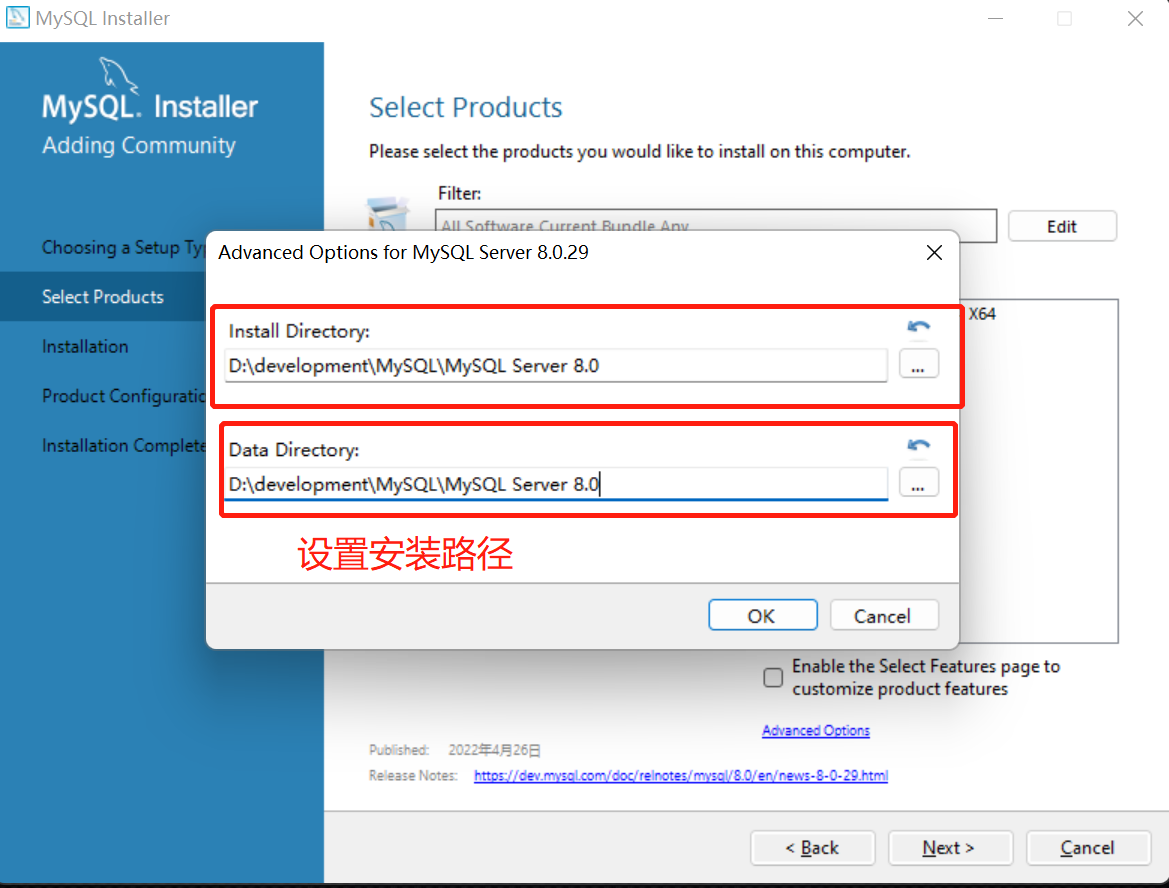 MySQL Installer
MySQL. Installer
Adding Community
Choosing a Setup Ty
Select Products
Installation
Product Configuratio
Installation Complete
Select Products
Please select the products you would like to install on this computer.
Filter:
All Software Current Bundle Any
Edit
Advanced Options for MySQL Server 8.0.29
X64
Install Directory:
D:\development\MySQL\MySQL Server 8.0
...
Data Directory:
D:\development\MySQL\MySQL Server 8.0
...
设置安装路径
OK
Cancel
Enable the Select Features page to
customize product features
Advanced Options
Published: 2022年4月26日
Release Notes: https://dev.mysql.com/doc/relnotes/mysql/8.0/en/news-8-0-29.html
< Back
Next >
Cancel